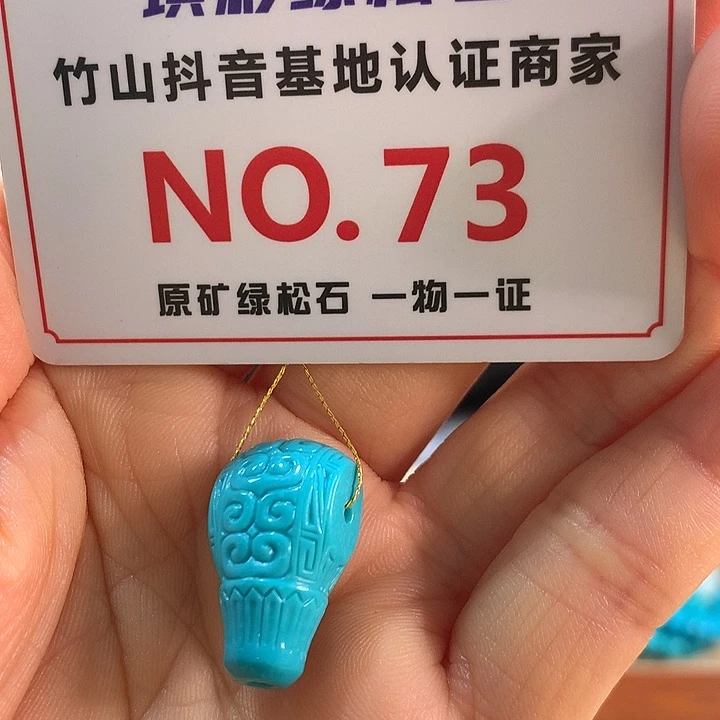 竹山抖音基地认证商家
NO.73
原矿绿松石 一物一证